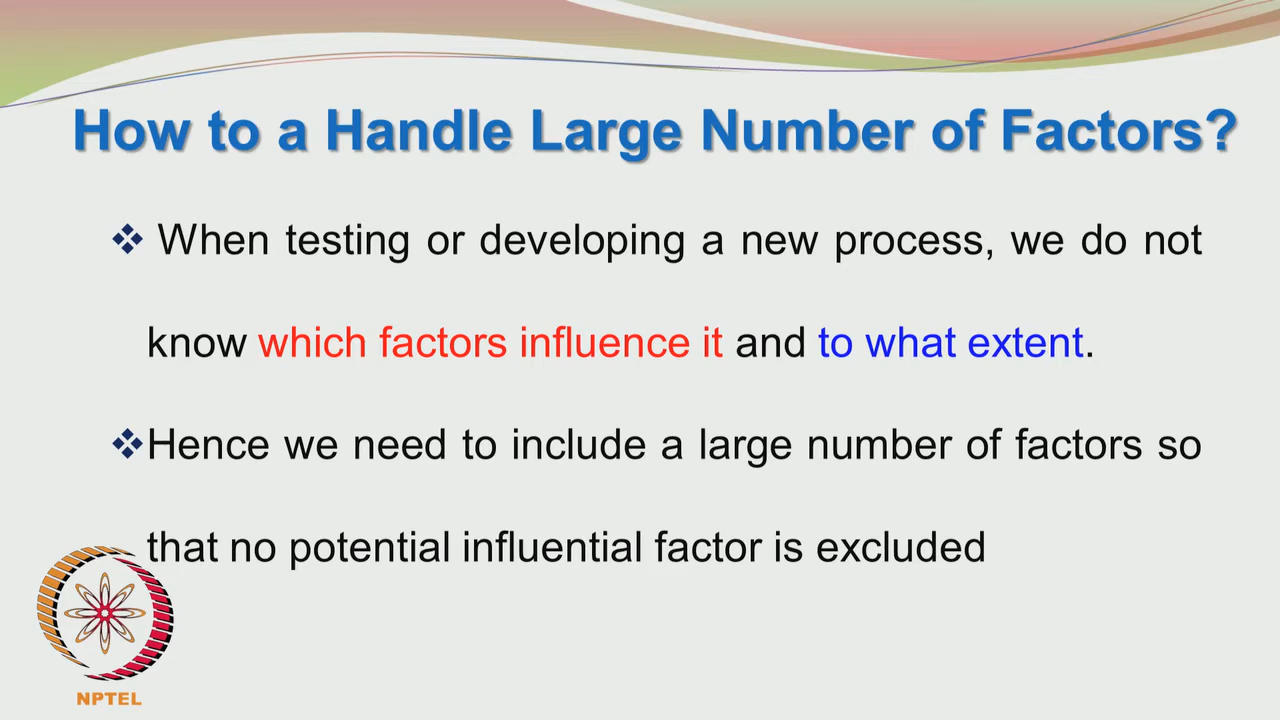 How to a Handle Large Number of Factors?
❖ When testing or developing a new process, we do not
know which factors influence it and to what extent.
❖Hence we need to include a large number of factors so
that no potential influential factor is excluded
NPTEL